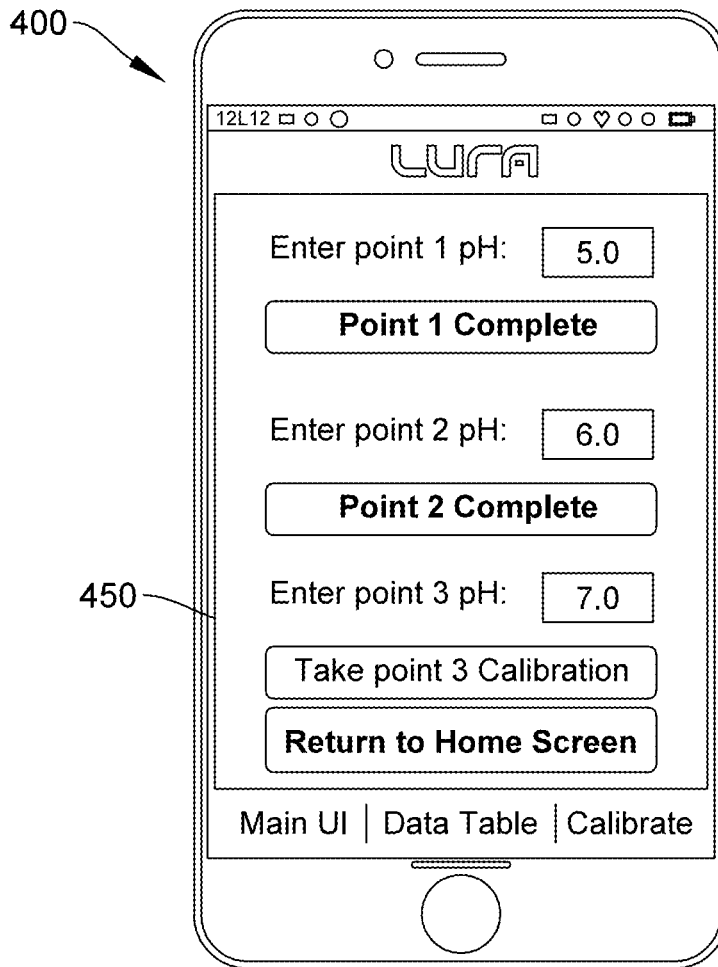 400
12L12
LURA
Enter point 1 pH: 5.0
Point 1 Complete
Enter point 2 pH: 6.0
Point 2 Complete
450
Enter point 3 pH: 7.0
Take point 3 Calibration
Return to Home Screen
Main UI | Data Table | Calibrate